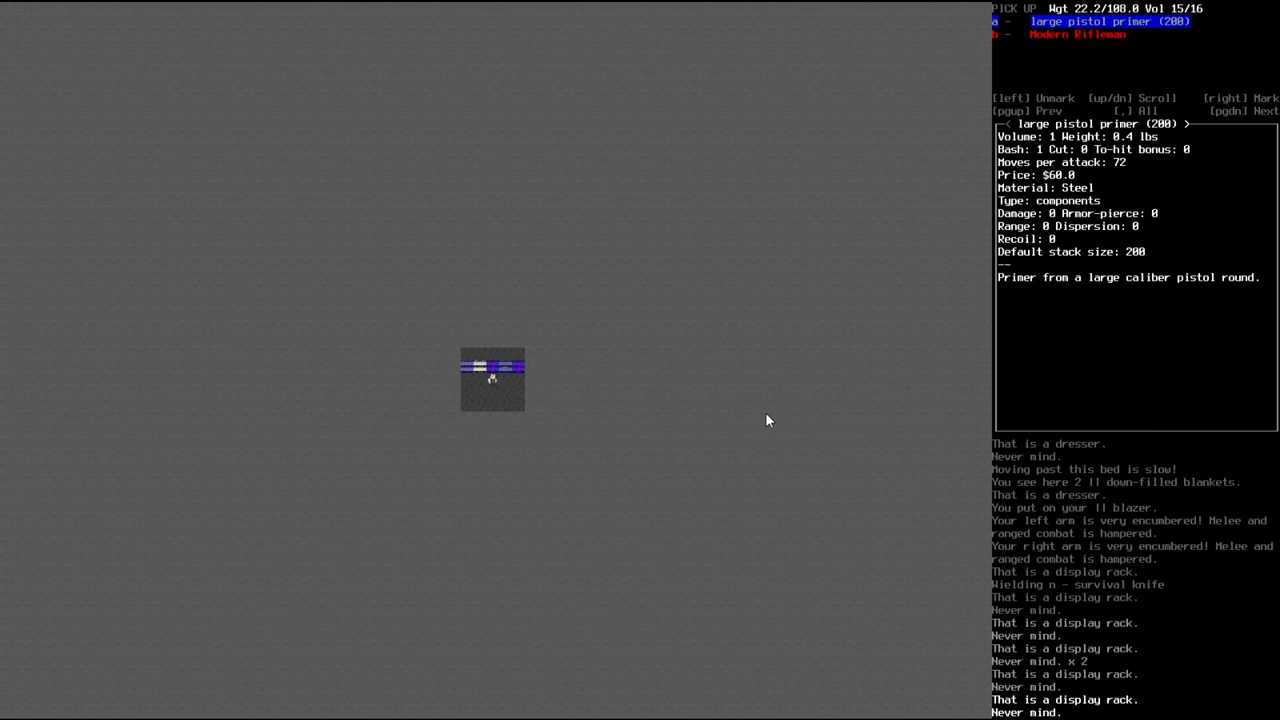 PICK UP Wgt 22.2/108.0 Vol 15/16
a - large pistol primer (200)
b - Modern Rifleman
[left] Unmark [up/dn] Scroll [right] Mark
[pgup] Prev [,] All [pgdn] Next
< large pistol primer (200) >
Volume: 1 Weight: 0.4 lbs
Bash: 1 Cut: 0 To-hit bonus: 0
Moves per attack: 72
Price: $60.0
Material: Steel
Type: components
Damage: 0 Armor-pierce: 0
Range: 0 Dispersion: 0
Recoil: 0
Default stack size: 200
--
Primer from a large caliber pistol round.
That is a dresser.
Never mind.
Moving past this bed is slow!
You see here 2 || down-filled blankets.
That is a dresser.
You put on your || blazer.
Your left arm is very encumbered! Melee and
ranged combat is hampered.
Your right arm is very encumbered! Melee and
ranged combat is hampered.
That is a display rack.
Wielding n - survival knife
That is a display rack.
Never mind.
That is a display rack.
Never mind.
That is a display rack.
Never mind. x 2
That is a display rack.
Never mind.
That is a display rack.
Never mind.